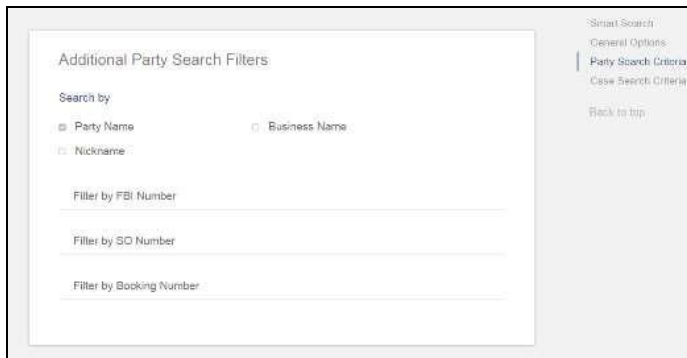 Additional Party Search Filters
Search by
Party Name
Business Name
Nickname
Filter by FBI Number
Filter by SO Number
Filter by Booking Number
Smart Search
General Options
Party Search Criteria
Case Search Criteria
Back to top